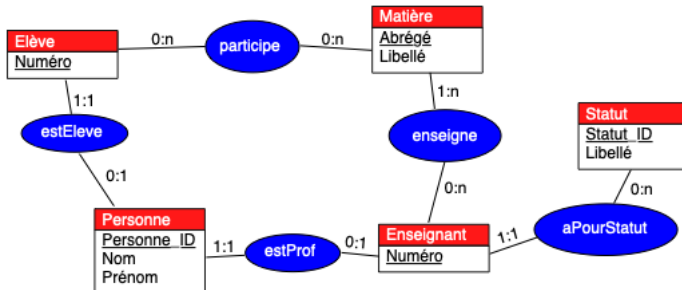 Elève
Numéro
0:n
participe
0:n
Matière
Abrégé
Libellé
1:1
estEleve
0:1
1:n
enseigne
0:n
Statut
Statut_ID
Libellé
0:n
aPourStatut
1:1
Personne
Personne_ID
Nom
Prénom
1:1
estProf
0:1
Enseignant
Numéro